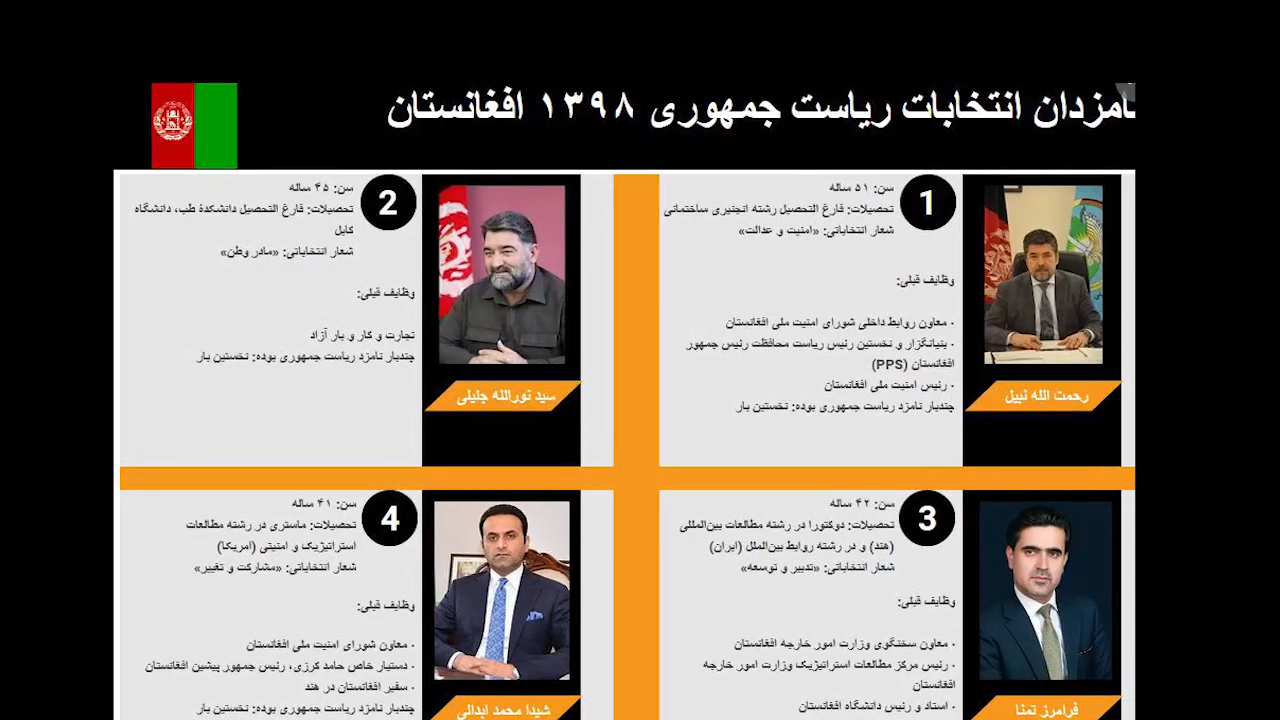 نامزدان انتخابات ریاست جمهوری ۱۳۹۸ افغانستان
1
سن: ۵۱ ساله
تحصیلات: فارغ التحصیل رشته انجنیری ساختمانی
شعار انتخاباتی: «امنیت و عدالت»
وظایف قبلی:
· معاون روابط داخلی شورای امنیت ملی افغانستان
· بنیانگزار و نخستین رئیس ریاست محافظت رئیس جمهور
افغانستان (PPS)
· رئیس امنیت ملی افغانستان
چندبار نامزد ریاست جمهوری بوده: نخستین بار
رحمت الله نبیل
2
سن: ۴۵ ساله
تحصیلات: فارغ التحصیل دانشکدۀ طب، دانشگاه
کابل
شعار انتخاباتی: «مادر وطن»
وظایف قبلی:
تجارت و کار و بار آزاد
چندبار نامزد ریاست جمهوری بوده: نخستین بار
سید نورالله جلیلی
3
سن: ۴۲ ساله
تحصیلات: دوکتورا در رشته مطالعات بین‌المللی
(هند) و در رشته روابط بین‌الملل (ایران)
شعار انتخاباتی: «تدبیر و توسعه»
وظایف قبلی:
· معاون سخنگوی وزارت امور خارجه افغانستان
· رئیس مرکز مطالعات استراتیژیک وزارت امور خارجه
افغانستان
· استاد و رئیس دانشگاه افغانستان
فرامرز تمنا
4
سن: ۴۱ ساله
تحصیلات: ماستری در رشته مطالعات
استراتیژیک و امنیتی (امریکا)
شعار انتخاباتی: «مشارکت و تغییر»
وظایف قبلی:
· معاون شورای امنیت ملی افغانستان
· دستیار خاص حامد کرزی، رئیس جمهور پیشین افغانستان
· سفیر افغانستان در هند
چندبار نامزد ریاست جمهوری بوده: نخستین بار
شیدا محمد ابدالی